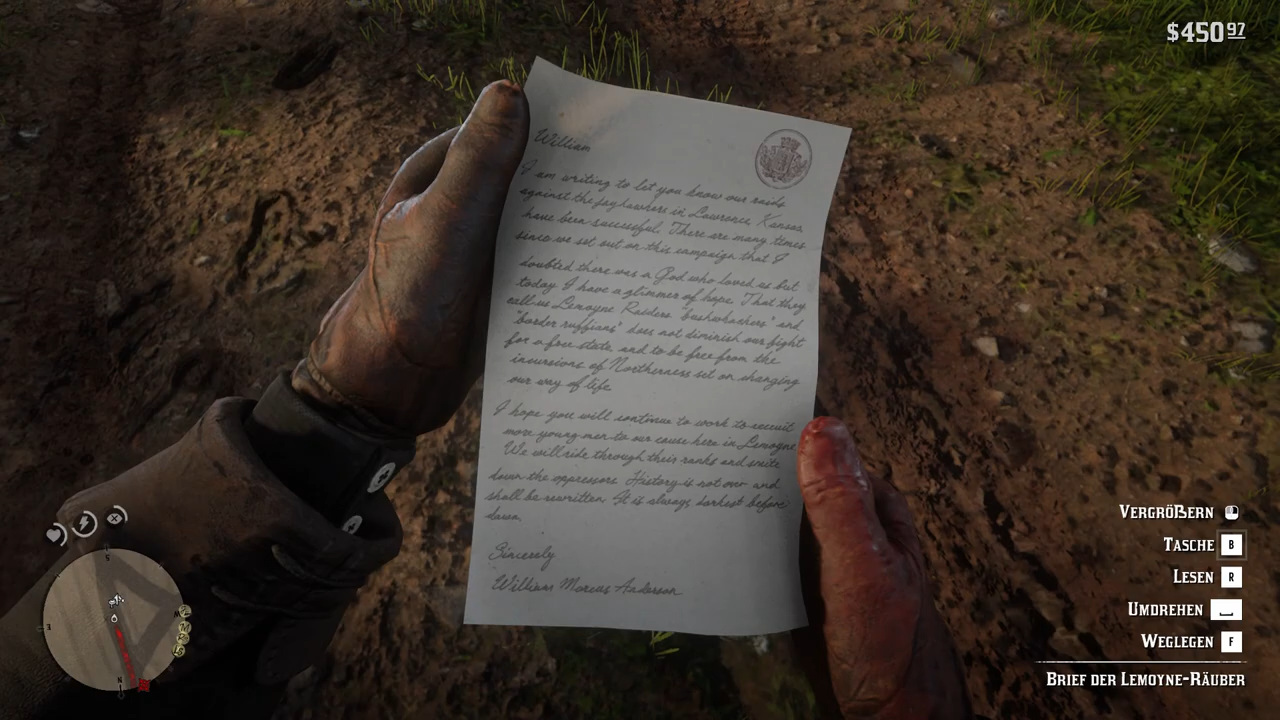 $450 97
William
I am writing to let you know our raids
against the jayhawkers in Lawrence, Kansas,
have been successful. There are many times
since we set out on this campaign that I
doubted there was a God who loved us but
today I have a glimmer of hope. That they
call us Lemoyne Raiders "bushwhackers" and
"border ruffians" does not diminish our fight
for a free state, and to be free from the
incursions of Northerners set on changing
our way of life.
I hope you will continue to work to recruit
more young men to our cause here in Lemoyne
We will ride through their ranks and smite
down the oppressors. History is not over and
shall be rewritten. It is always darkest before
dawn.
Sincerely
William Marcus Anderson
VERGRÖẞERN
TASCHE B
LESEN R
UMDREHEN
WEGLEGEN F
BRIEF DER LEMOYNE-RÄUBER
S
E
N